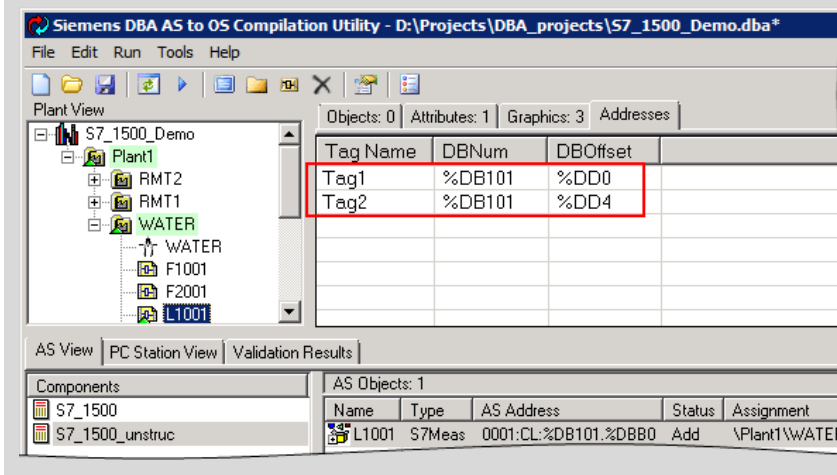 Siemens DBA AS to OS Compilation Utility - D:\Projects\DBA_projects\S7_1500_Demo.dba*
File Edit Run Tools Help
Plant View
Objects: 0 Attributes: 1 Graphics: 3 Addresses
S7_1500_Demo
Plant1
RMT2
RMT1
WATER
WATER
F1001
F2001
L1001
Tag Name DBNum DBOffset
Tag1 %DB101 %DD0
Tag2 %DB101 %DD4
AS View PC Station View Validation Results
Components
S7_1500
S7_1500_unstruc
AS Objects: 1
Name Type AS Address Status Assignment
L1001 S7Meas 0001:CL:%DB101.%DBB0 Add \Plant1\WATE